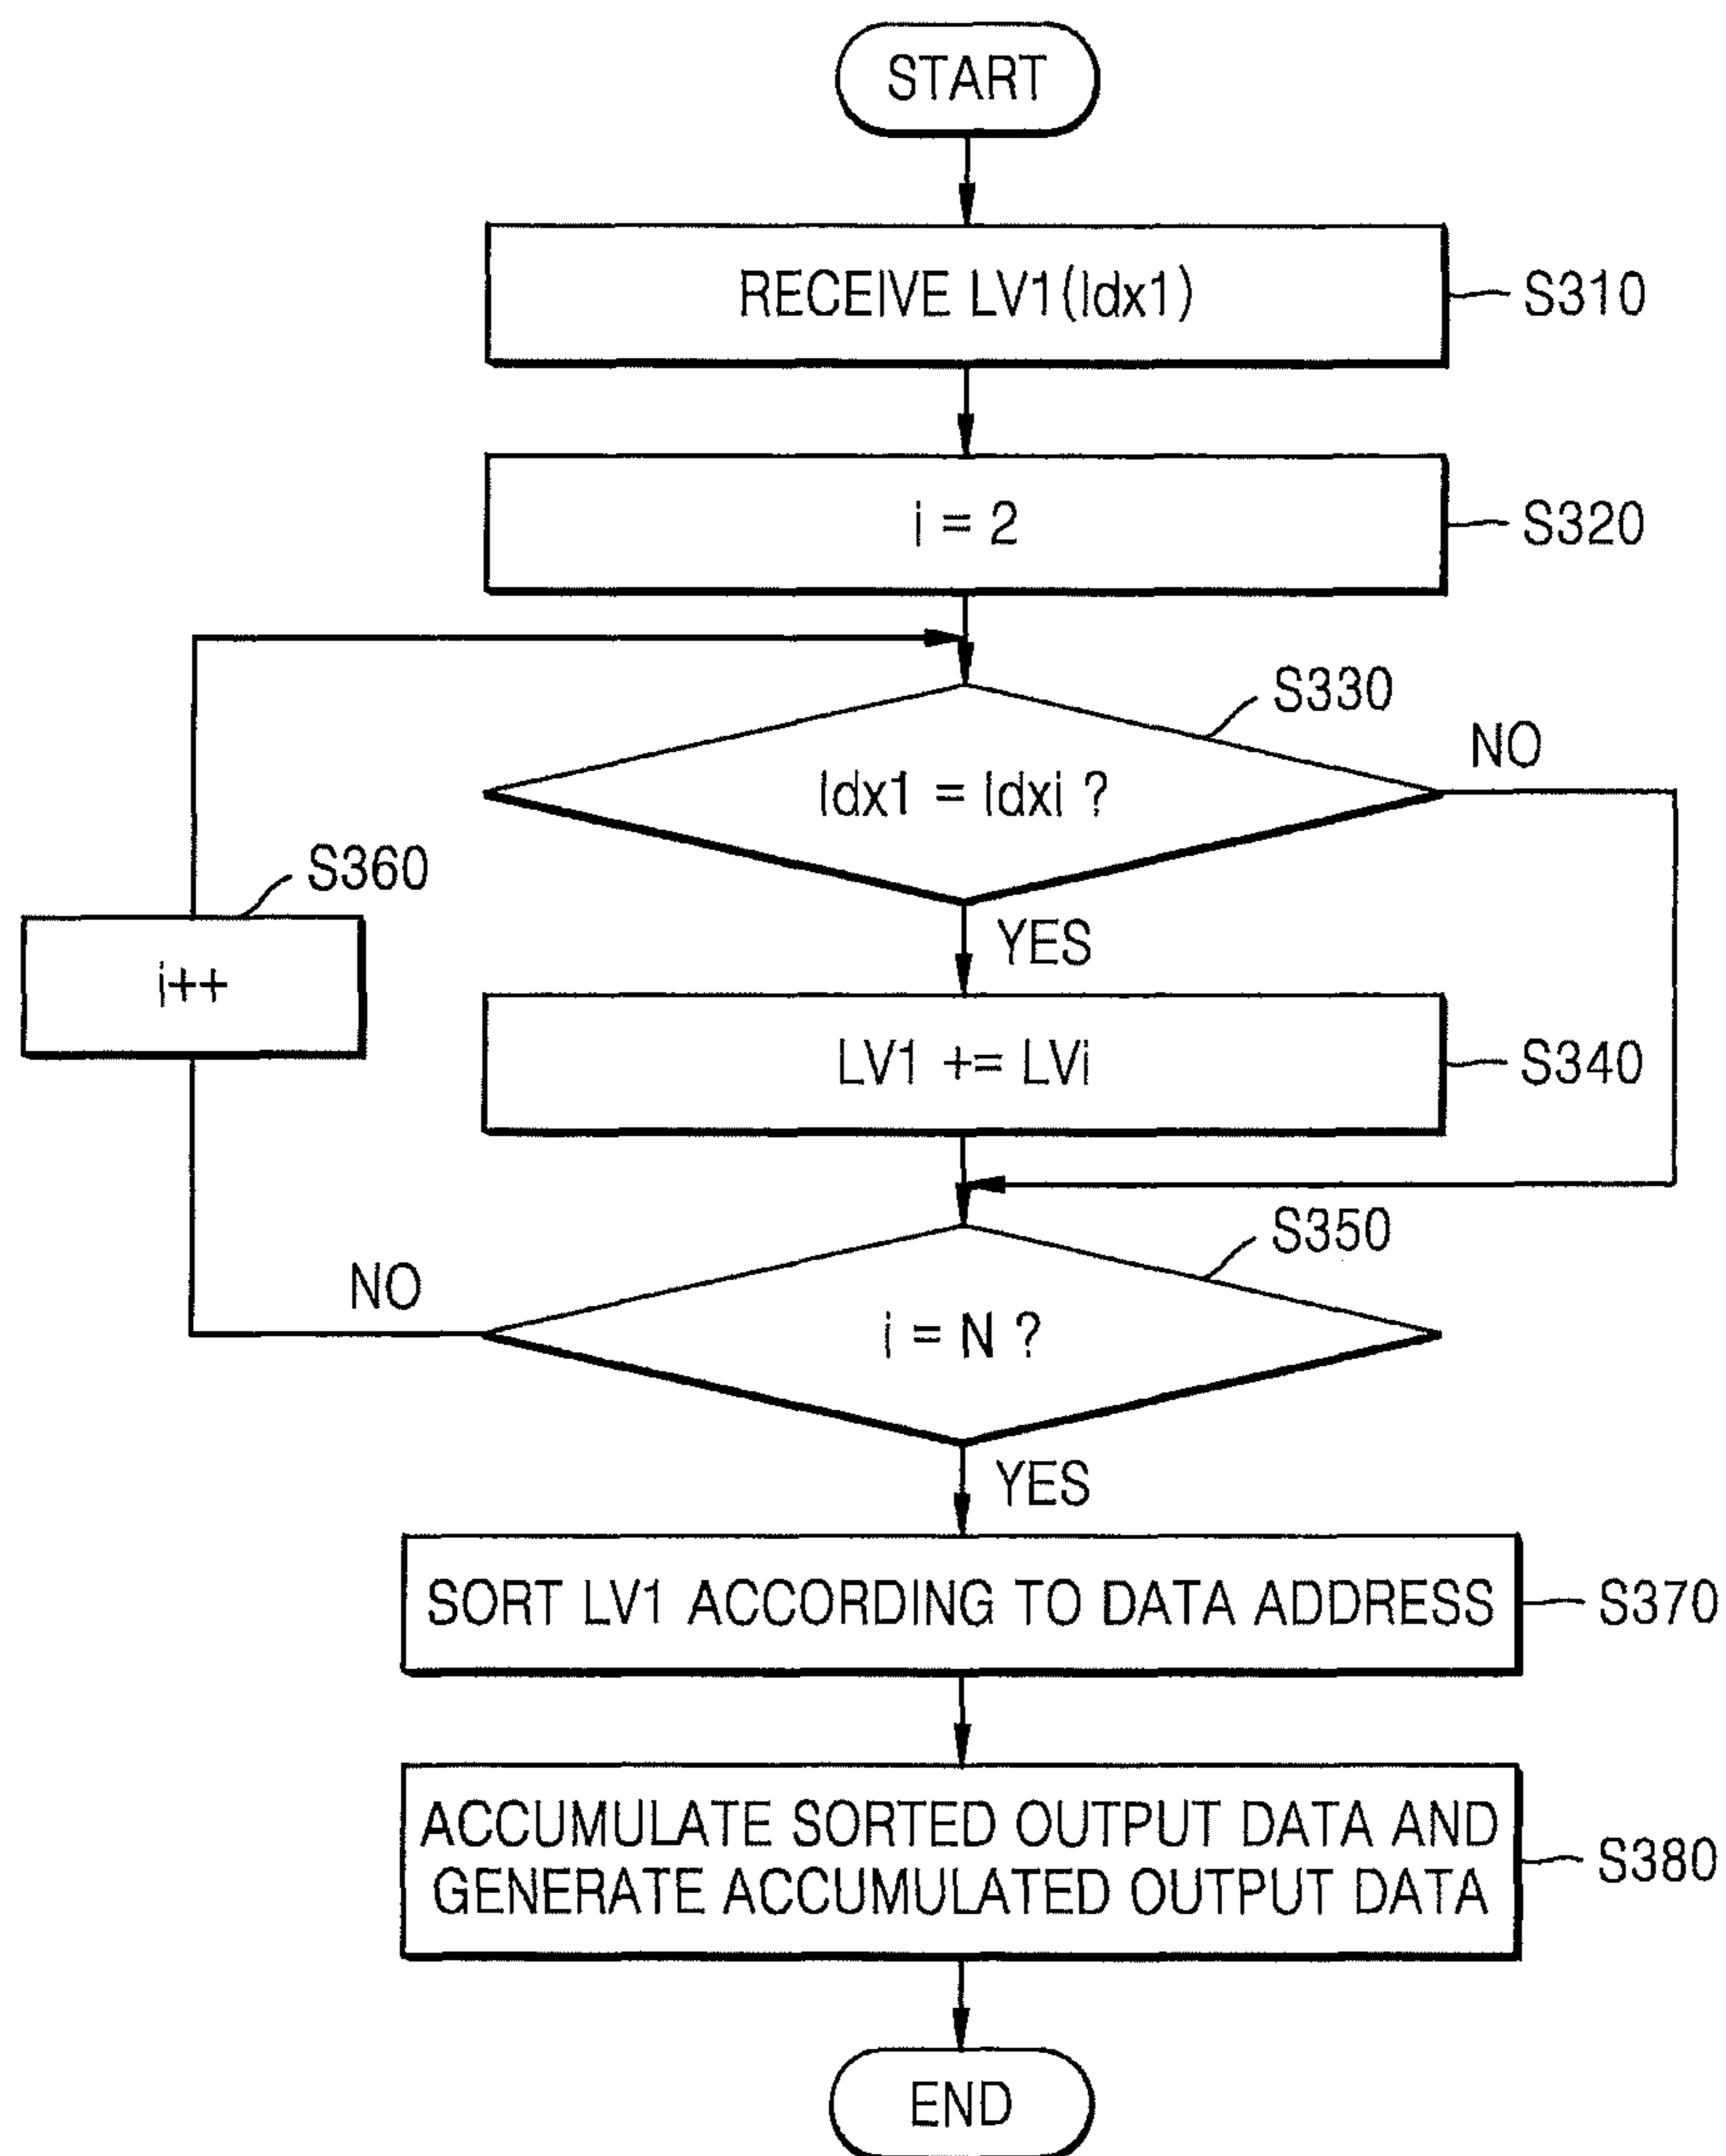 START
RECEIVE LV1(Idx1)
S310
i = 2
S320
S330
Idx1 = Idxi ?
NO
S360
i++
YES
LV1 += LVi
S340
S350
NO
i = N ?
YES
SORT LV1 ACCORDING TO DATA ADDRESS
S370
ACCUMULATE SORTED OUTPUT DATA AND
GENERATE ACCUMULATED OUTPUT DATA
S380
END